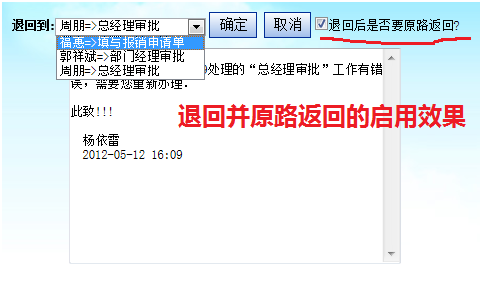 退回到: 周朋=>总经理审批 确定 取消 退回后是否要原路返回?
福惠=>填写报销申请单
郭祥斌=>部门经理审批
周朋=>总经理审批
9处理的“总经理审批”工作有错
误，需要您重新办理.
此致!!!
退回并原路返回的启用效果
杨依雷
2012-05-12 16:09